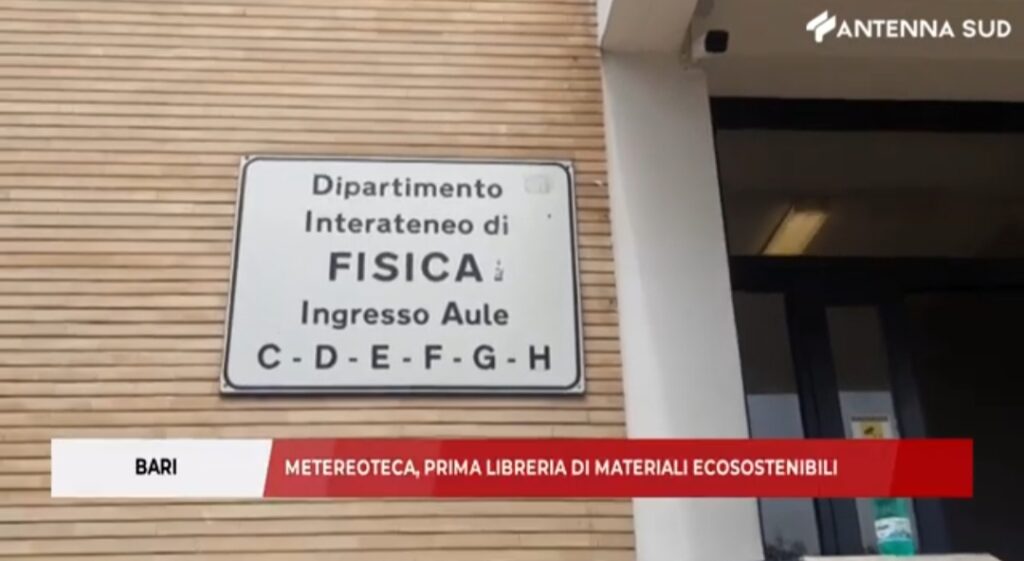 ANTENNA SUD
Dipartimento
Interateneo di
FISICA
Ingresso Aule
C - D - E - F - G - H
BARI
METEREOTECA, PRIMA LIBRERIA DI MATERIALI ECOSOSTENIBILI